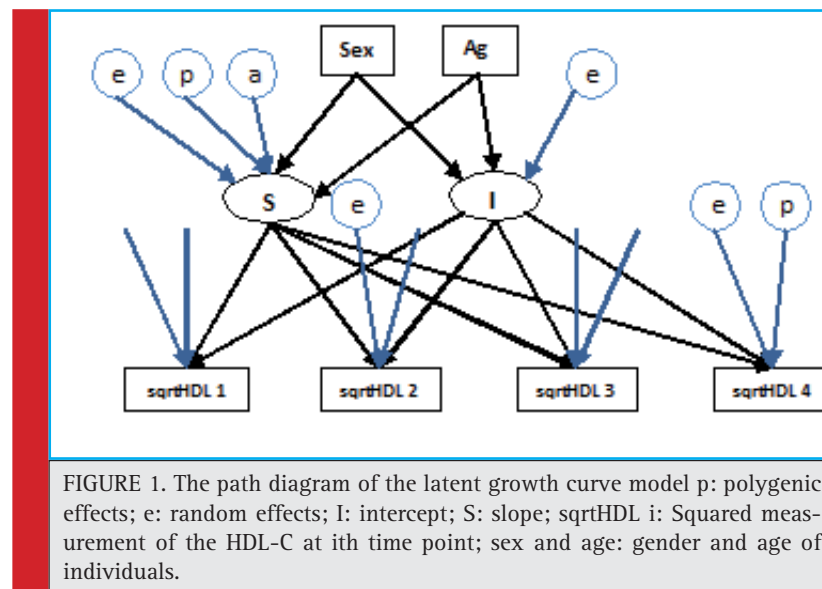 Sex Ag
e p a e
S e I e p
sqrtHDL 1 sqrtHDL 2 sqrtHDL 3 sqrtHDL 4
FIGURE 1. The path diagram of the latent growth curve model p: polygenic
effects; e: random effects; I: intercept; S: slope; sqrtHDL i: Squared meas-
urement of the HDL-C at ith time point; sex and age: gender and age of
individuals.